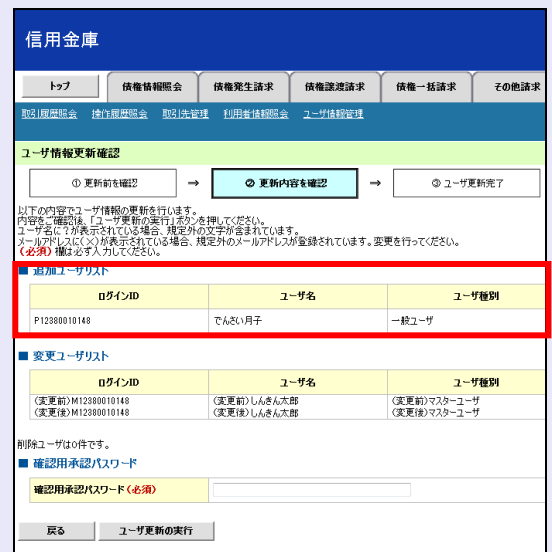 信用金庫
トップ 債権情報照会 債権発生請求 債権譲渡請求 債権一括請求 その他請求
取引履歴照会 操作履歴照会 取引先管理 利用者情報照会 ユーザ情報管理
ユーザ情報更新確認
① 更新前を確認 → ② 更新内容を確認 → ③ ユーザ更新完了
以下の内容でユーザ情報の更新を行います。
内容をご確認後、「ユーザ更新の実行」ボタンを押してください。
ユーザ名に?が表示されている場合、規定外の文字が含まれています。
メールアドレスに(×)が表示されている場合、規定外のメールアドレスが登録されています。変更を行ってください。
(必須)欄は必ず入力してください。
■ 追加ユーザリスト
ログインID ユーザ名 ユーザ種別
P12380010148 でんさい月子 一般ユーザ
■ 変更ユーザリスト
ログインID ユーザ名 ユーザ種別
(変更前)M12380010148 (変更前)しんきん太郎 (変更前)マスターユーザ
(変更後)M12380010148 (変更後)しんきん太郎 (変更後)マスターユーザ
削除ユーザは0件です。
■ 確認用承認パスワード
確認用承認パスワード(必須)
戻る ユーザ更新の実行